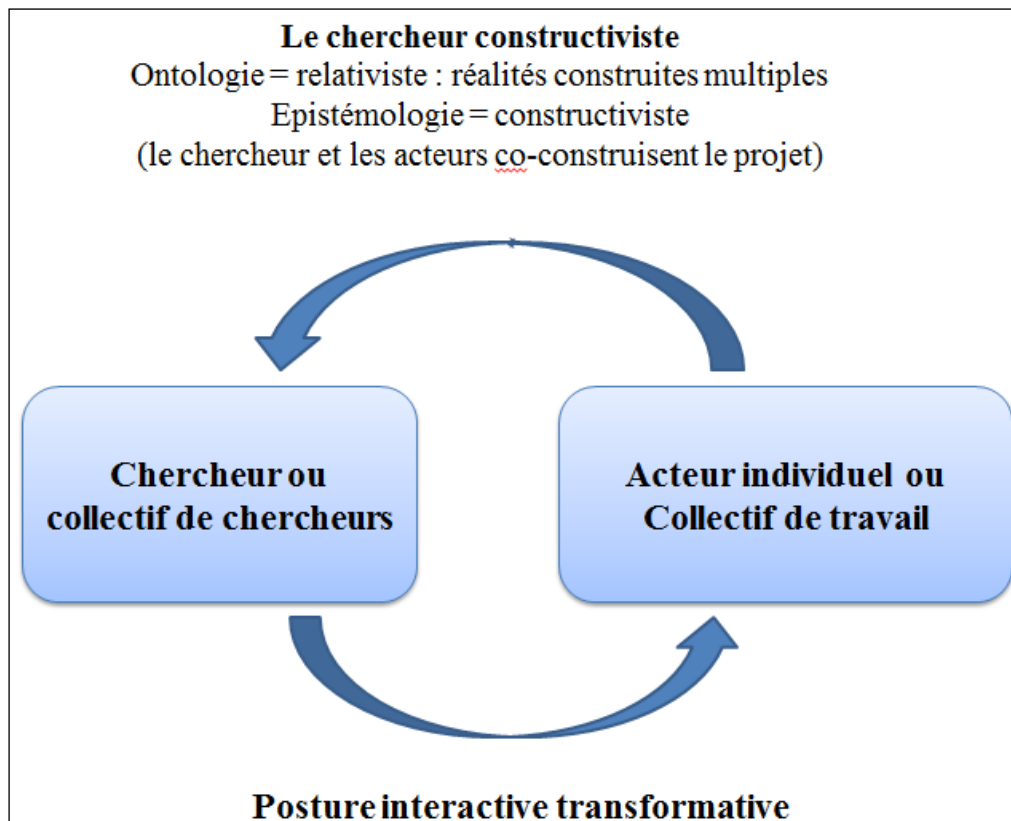 Le chercheur constructiviste
Ontologie = relativiste : réalités construites multiples
Epistémologie = constructiviste
(le chercheur et les acteurs co-construisent le projet)
Chercheur ou
collectif de chercheurs
Acteur individuel ou
Collectif de travail
Posture interactive transformative